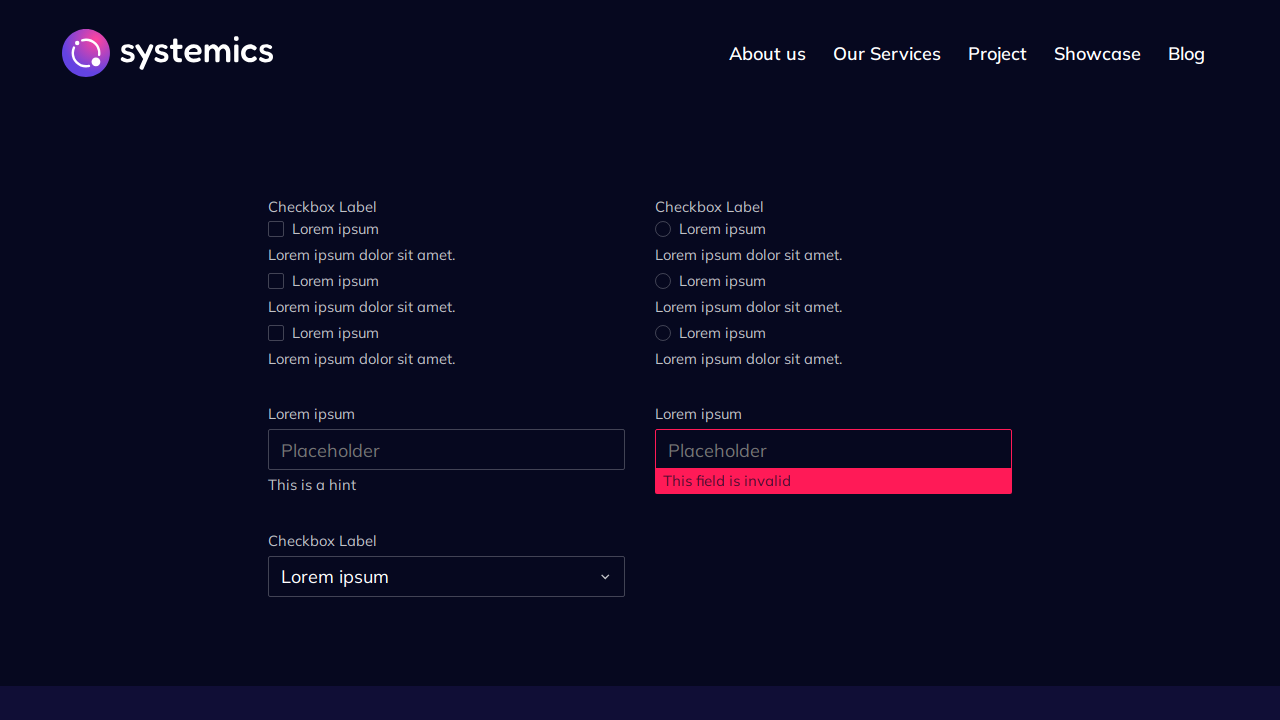 systemics
About us Our Services Project Showcase Blog
Checkbox Label
Lorem ipsum
Lorem ipsum dolor sit amet.
Lorem ipsum
Lorem ipsum dolor sit amet.
Lorem ipsum
Lorem ipsum dolor sit amet.
Checkbox Label
Lorem ipsum
Lorem ipsum dolor sit amet.
Lorem ipsum
Lorem ipsum dolor sit amet.
Lorem ipsum
Lorem ipsum dolor sit amet.
Lorem ipsum
Placeholder
This is a hint
Lorem ipsum
Placeholder
This field is invalid
Checkbox Label
Lorem ipsum